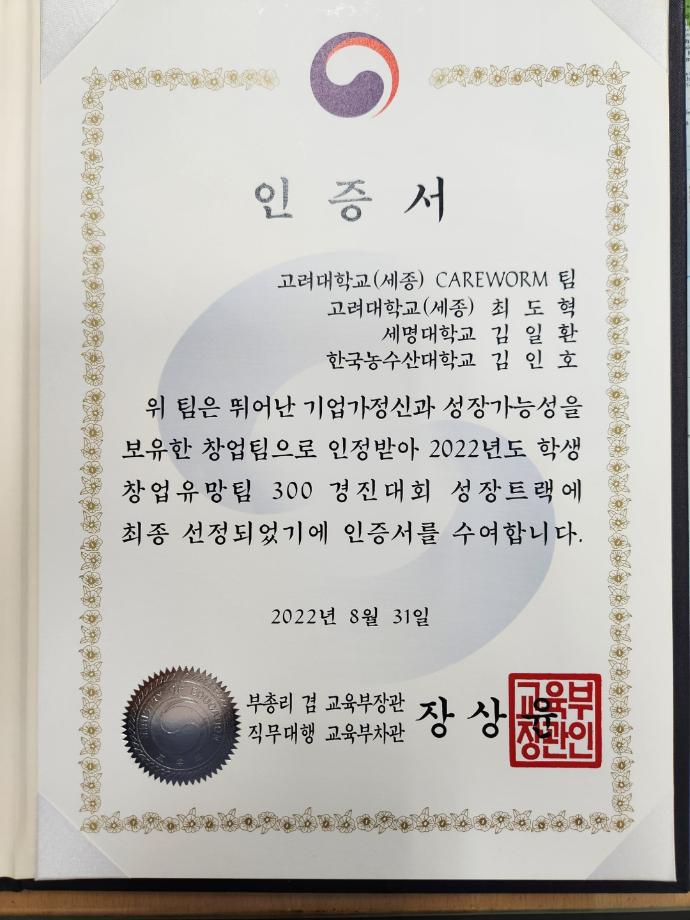 인 증 서
고려대학교(세종) CAREWORM 팀
고려대학교(세종) 최 도 혁
세명대학교 김 일 환
한국농수산대학교 김 인 호
위 팀은 뛰어난 기업가정신과 성장가능성을
보유한 창업팀으로 인정받아 2022년도 학생
창업유망팀 300 경진대회 성장트랙에
최종 선정되었기에 인증서를 수여합니다.
2022년 8월 31일
부총리 겸 교육부장관
직무대행 교육부차관
장 상 윤
교육부
장관인